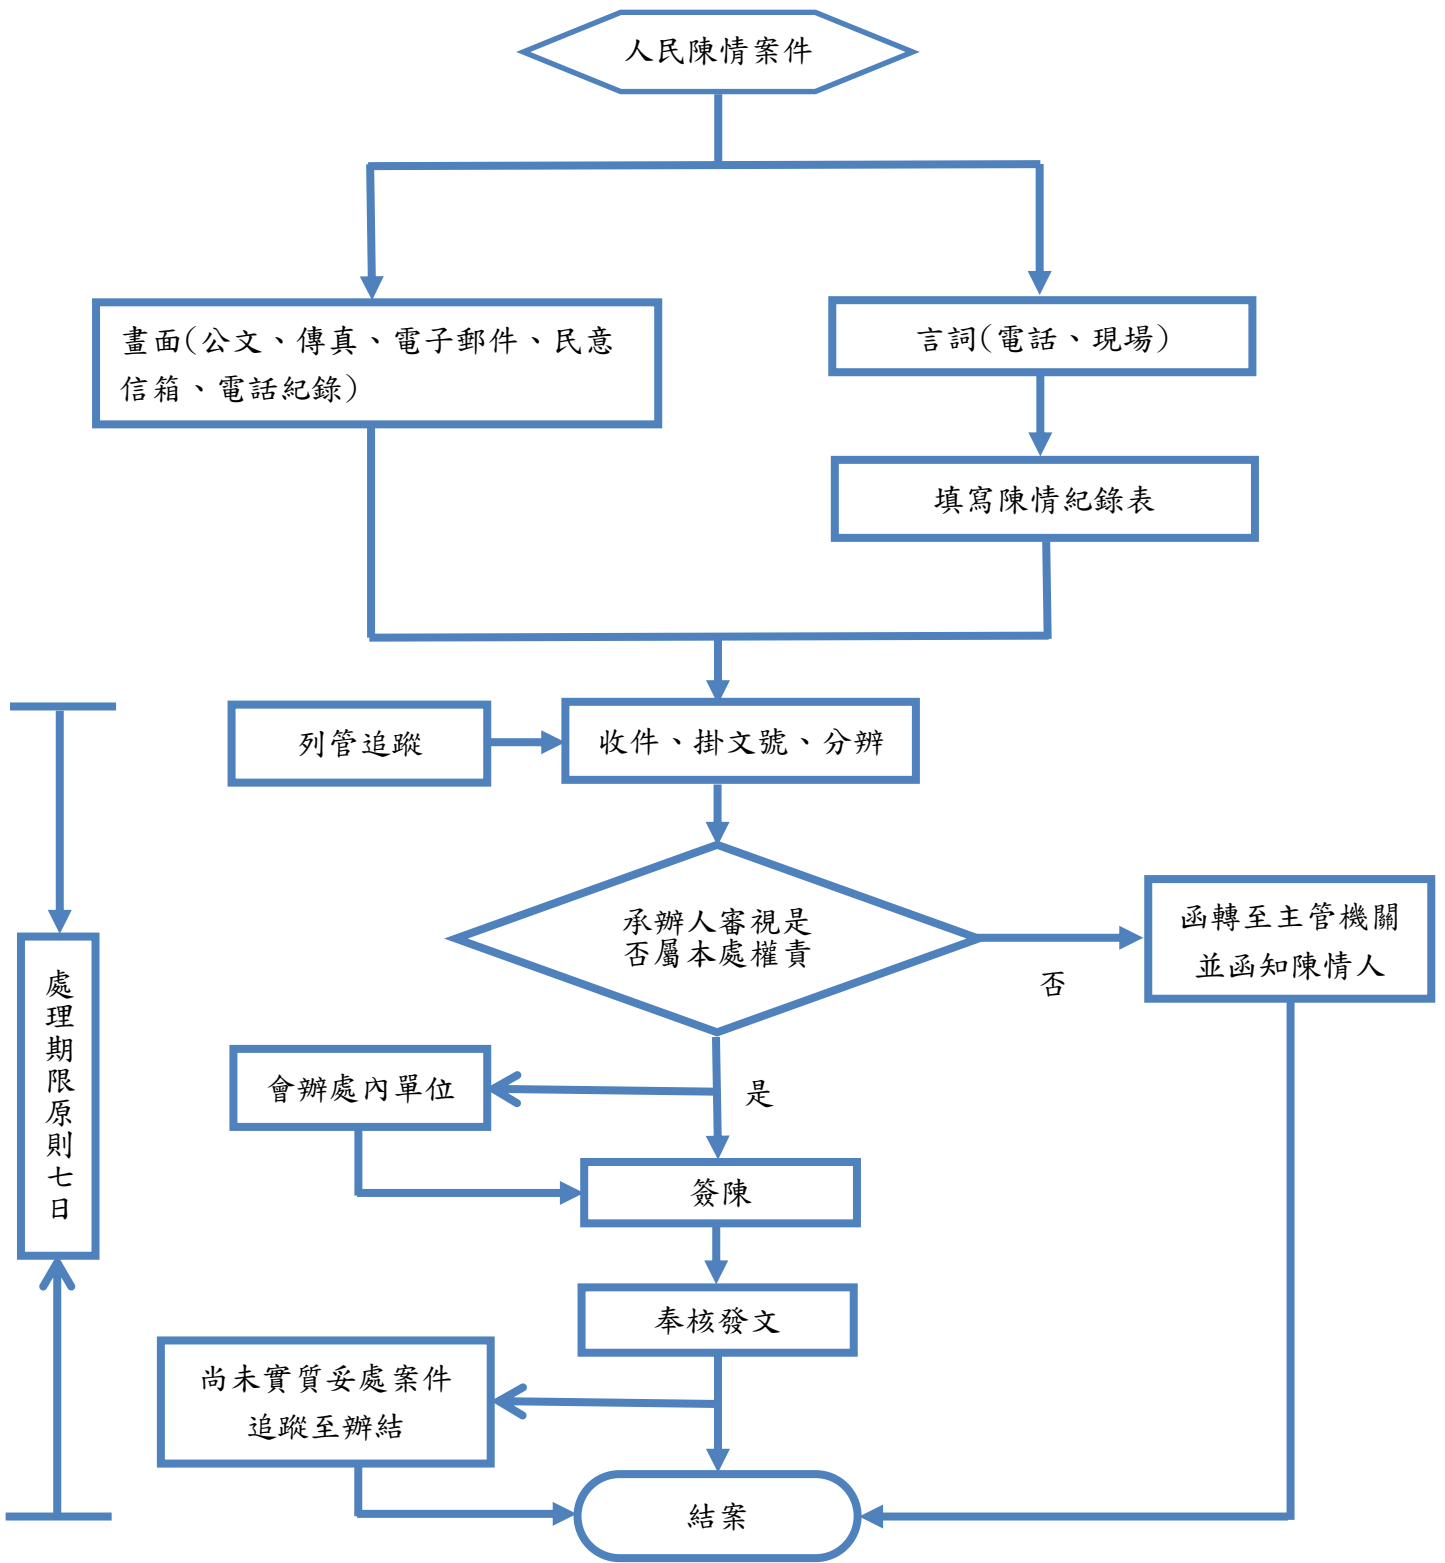 人民陳情案件
畫面(公文、傳真、電子郵件、民意
信箱、電話紀錄)
言詞(電話、現場)
填寫陳情紀錄表
列管追蹤
收件、掛文號、分辨
承辦人審視是
否屬本處權責
否
函轉至主管機關
並函知陳情人
處理期限原則七日
會辦處內單位
是
簽陳
奉核發文
尚未實質妥處案件
追蹤至辦結
結案